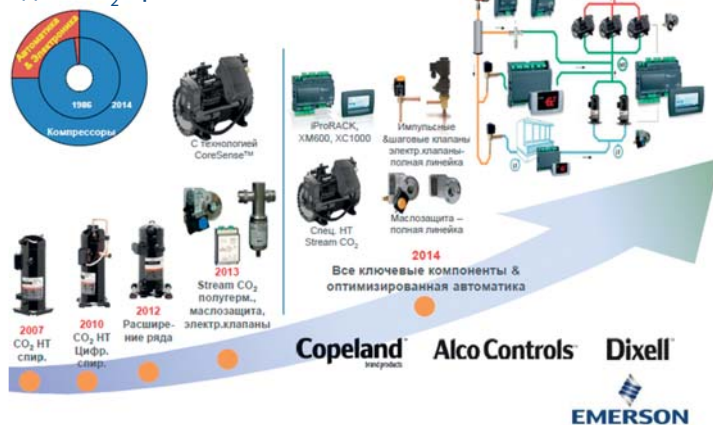 Автоматика
& Электроника
1986
2014
Компрессоры
С технологией
CoreSense™
iProRACK,
XM600, XC1000
Импульсные
&шаговые клапаны
электр.клапаны-
полная линейка
Спец. НТ
Stream CO₂
Маслозащита –
полная линейка
2007
CO₂ НТ
спир.
2010
CO₂ НТ
Цифр.
спир.
2012
Расшире-
ние ряда
2013
Stream CO₂
полугерм.,
маслозащита,
электр.клапаны
2014
Все ключевые компоненты &
оптимизированная автоматика
Copeland
brand products
Alco Controls
Dixell
EMERSON